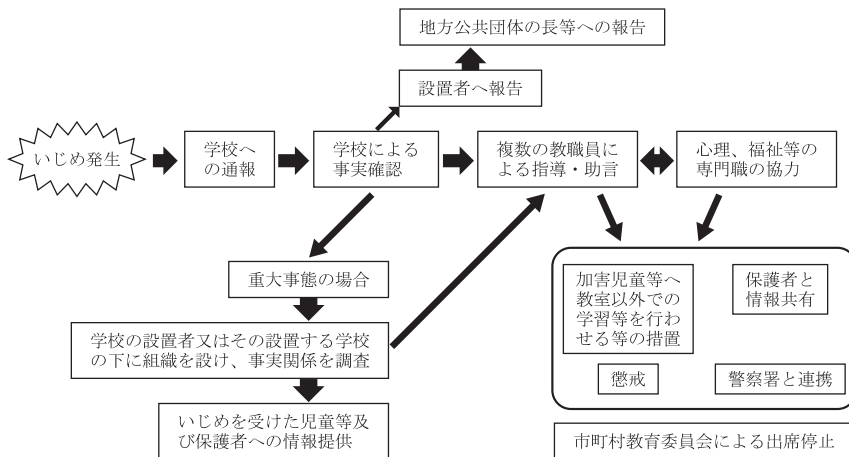 地方公共団体の長等への報告
設置者へ報告
いじめ発生
学校へ
の通報
学校による
事実確認
複数の教職員
による指導・助言
心理、福祉等の
専門職の協力
重大事態の場合
学校の設置者又はその設置する学校
の下に組織を設け、事実関係を調査
いじめを受けた児童等及
び保護者への情報提供
加害児童等へ
教室以外での
学習等を行わ
せる等の措置
保護者と
情報共有
懲戒
警察署と連携
市町村教育委員会による出席停止